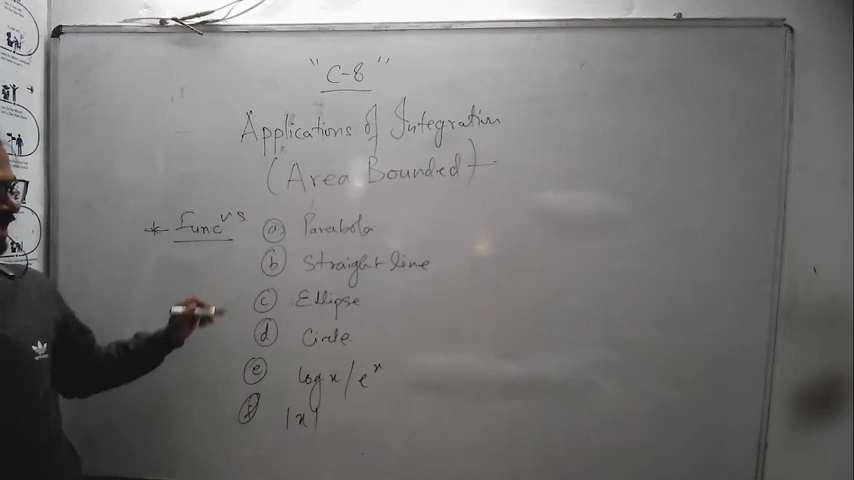 "C-8"
Applications of Integration
(Area Bounded)
* Funcⁿˢ
(a) Parabola
(b) Straight line
(c) Ellipse
(d) Circle
(e) log x / eˣ
(f) |x|